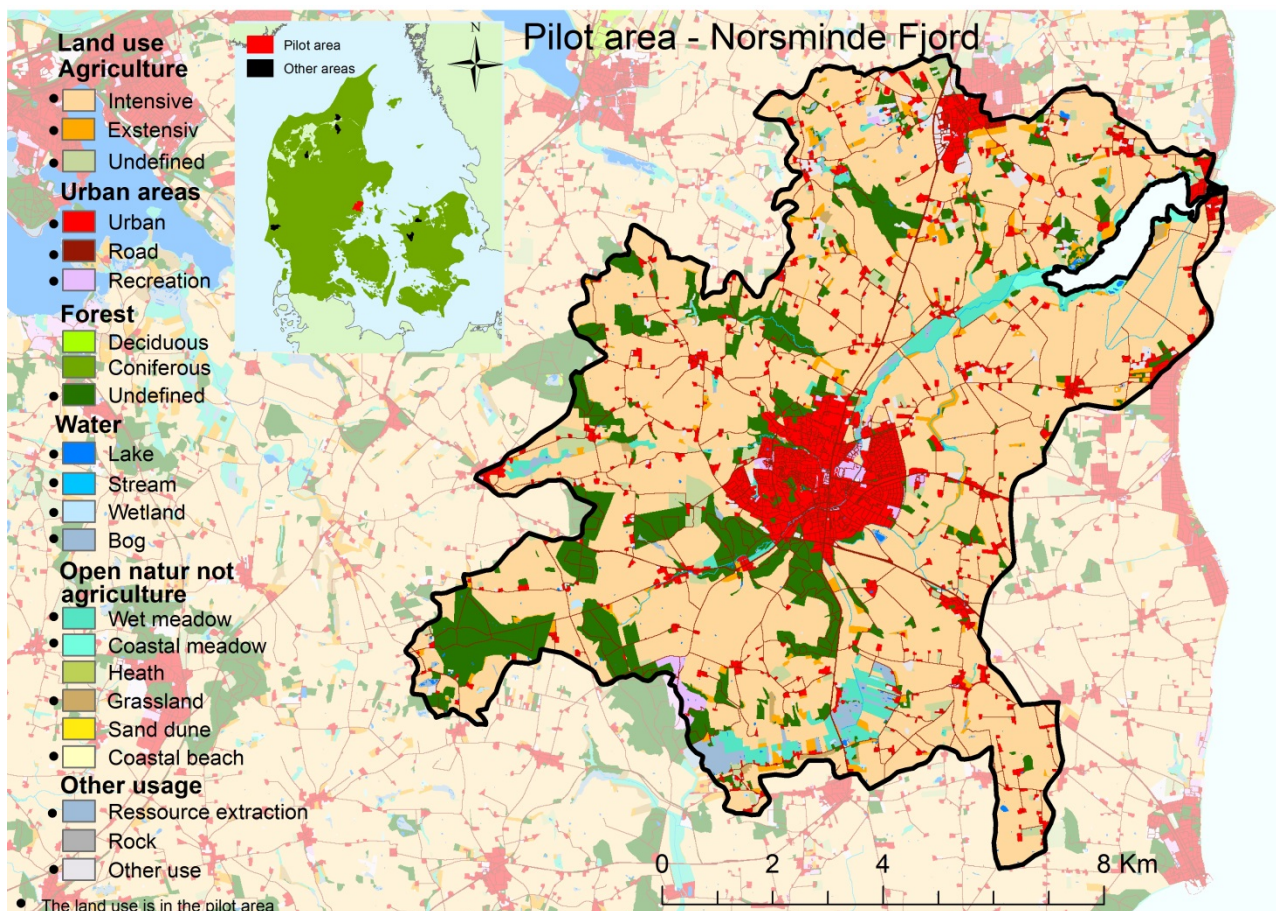 Pilot area - Norsminde Fjord
Land use
Agriculture
Intensive
Exstensiv
Undefined
Urban areas
Urban
Road
Recreation
Forest
Deciduous
Coniferous
Undefined
Water
Lake
Stream
Wetland
Bog
Open natur not
agriculture
Wet meadow
Coastal meadow
Heath
Grassland
Sand dune
Coastal beach
Other usage
Ressource extraction
Rock
Other use
The land use is in the pilot area
Pilot area
Other areas
N
0 2 4 8 Km